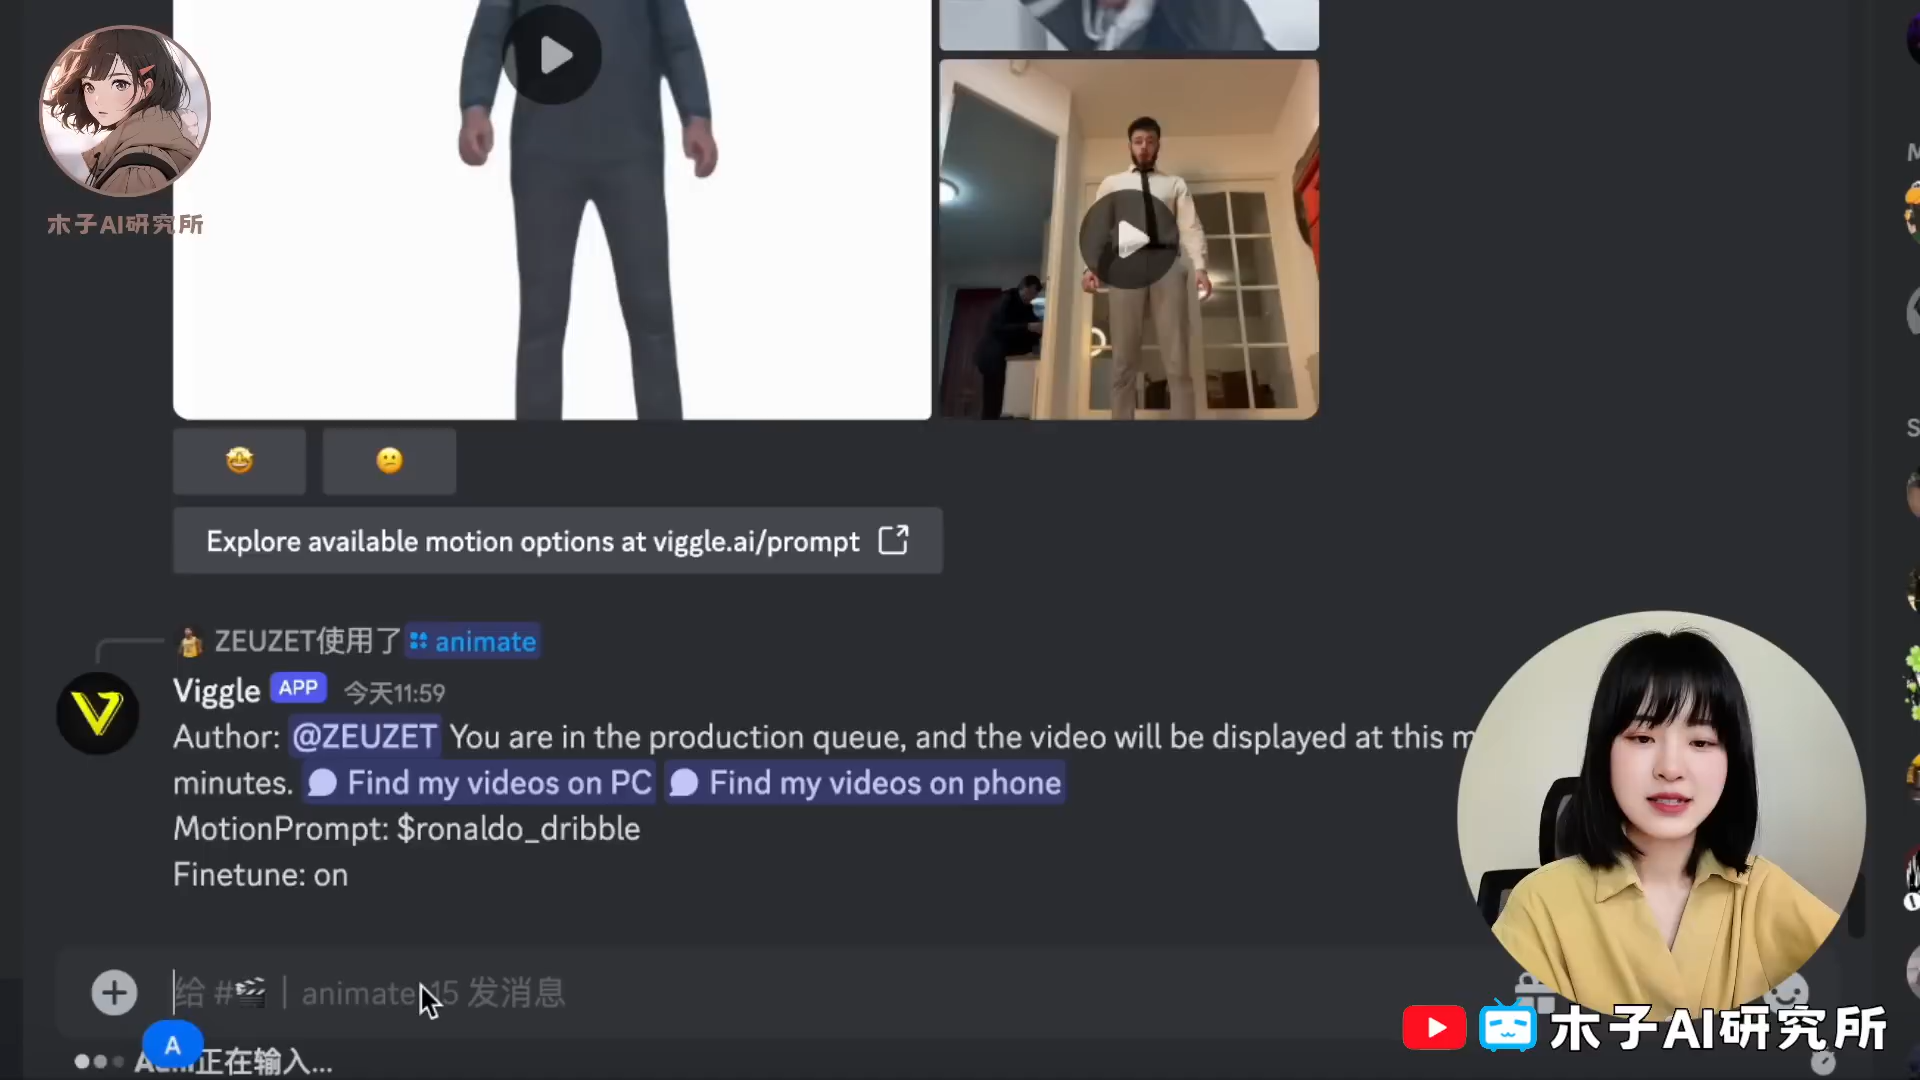 木子AI研究所
Explore available motion options at viggle.ai/prompt
ZEUZET使用了 animate
Viggle APP 今天11:59
Author: @ZEUZET You are in the production queue, and the video will be displayed at this
minutes. Find my videos on PC Find my videos on phone
MotionPrompt: $ronaldo_dribble
Finetune: on
给 # | animate 15 发消息
A
正在输入...
木子AI研究所